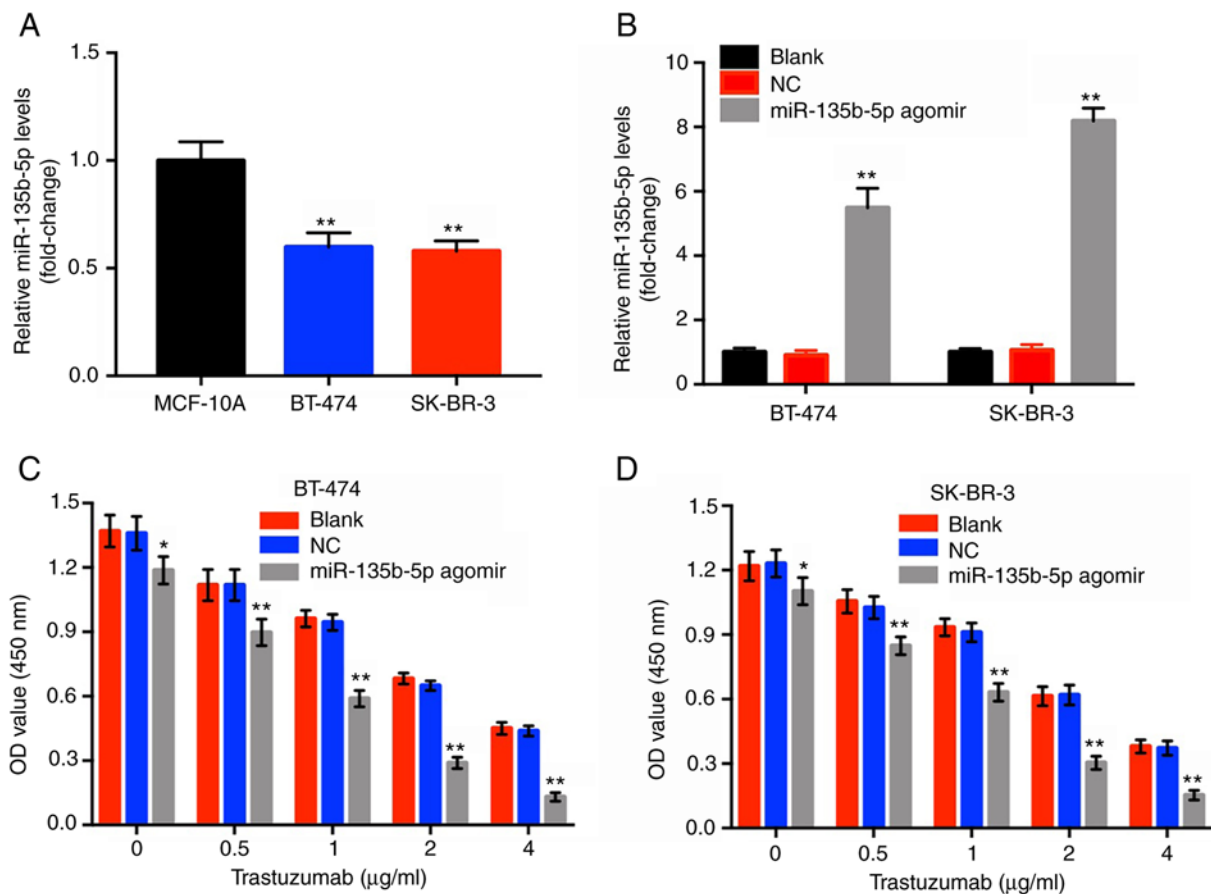 A
Relative miR-135b-5p levels
(fold-change)
1.5
1.0
0.5
0.0
**
**
MCF-10A
BT-474
SK-BR-3
B
Blank
NC
miR-135b-5p agomir
Relative miR-135b-5p levels
(fold-change)
10
8
6
4
2
0
**
**
BT-474
SK-BR-3
C
BT-474
Blank
NC
miR-135b-5p agomir
OD value (450 nm)
1.5
1.2
0.9
0.6
0.3
0.0
*
**
**
**
**
0
0.5
1
2
4
Trastuzumab (μg/ml)
D
SK-BR-3
Blank
NC
miR-135b-5p agomir
OD value (450 nm)
1.5
1.2
0.9
0.6
0.3
0.0
*
**
**
**
**
0
0.5
1
2
4
Trastuzumab (μg/ml)